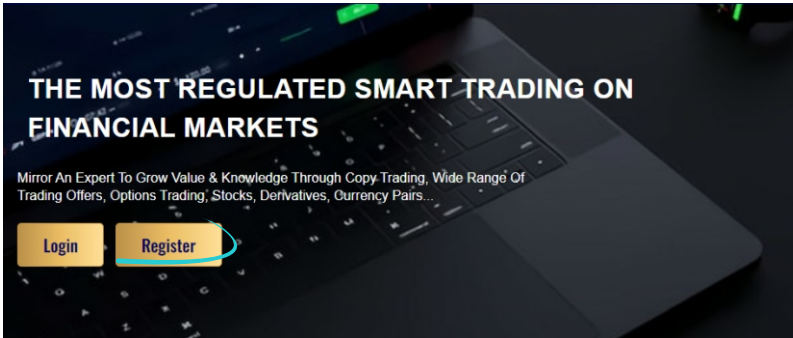 THE MOST REGULATED SMART TRADING ON
FINANCIAL MARKETS
Mirror An Expert To Grow Value & Knowledge Through Copy Trading, Wide Range Of
Trading Offers, Options Trading, Stocks, Derivatives, Currency Pairs...
Login
Register